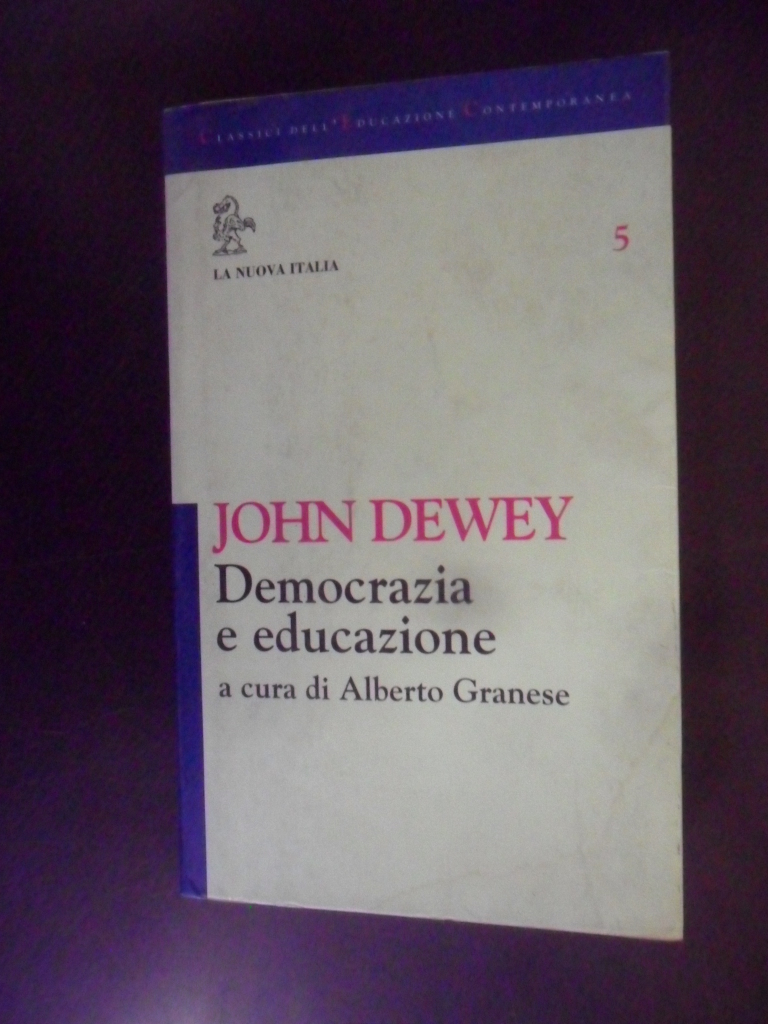 CLASSICI DELL'EDUCAZIONE CONTEMPORANEA
LA NUOVA ITALIA
5
JOHN DEWEY
Democrazia
e educazione
a cura di Alberto Granese